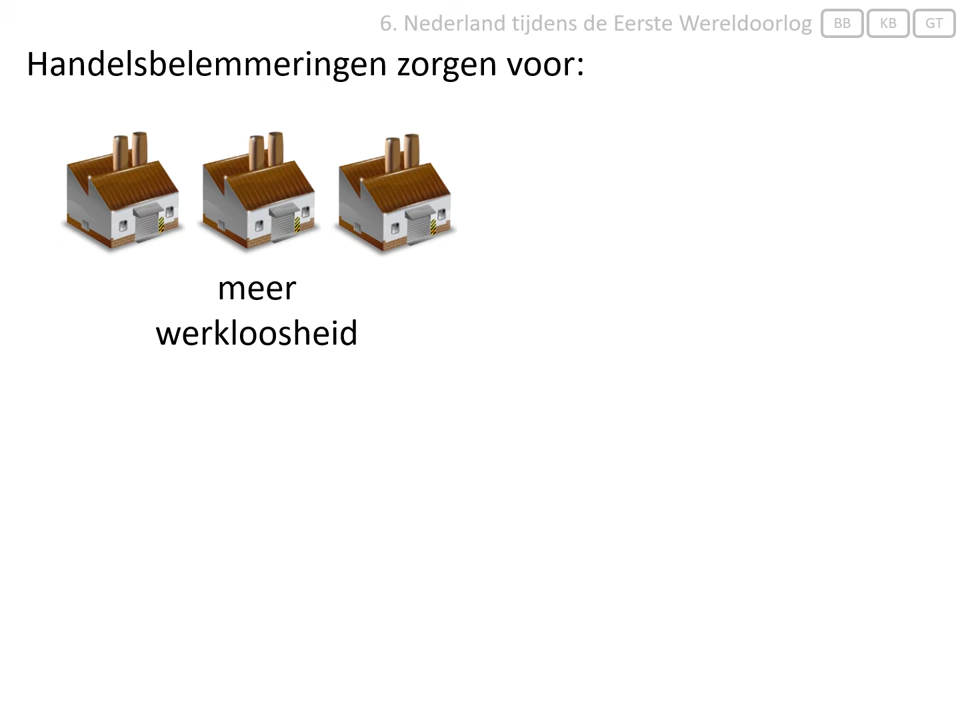 6. Nederland tijdens de Eerste Wereldoorlog BB KB GT
Handelsbelemmeringen zorgen voor:
meer
werkloosheid